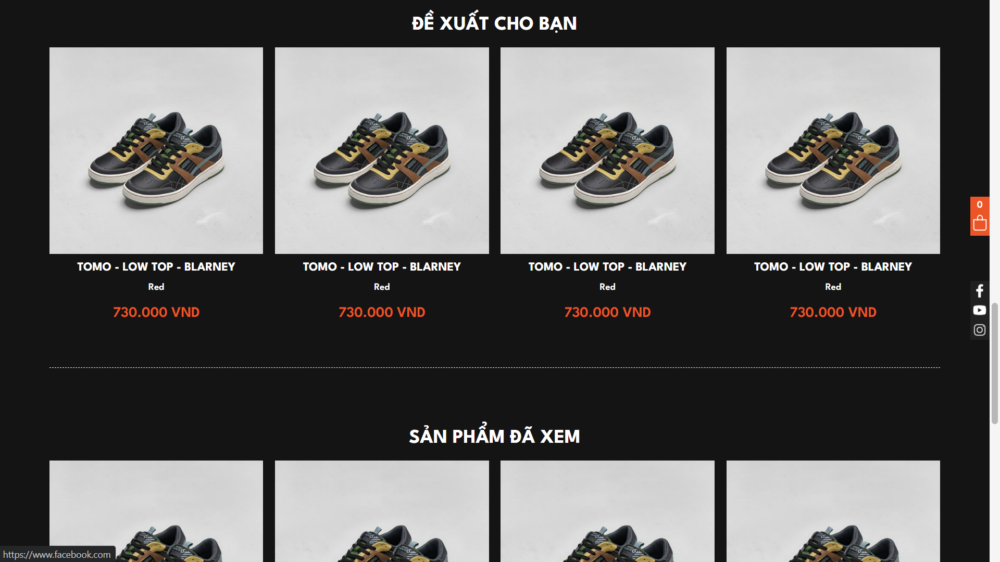 ĐỀ XUẤT CHO BẠN
TOMO - LOW TOP - BLARNEY
Red
730.000 VND
TOMO - LOW TOP - BLARNEY
Red
730.000 VND
TOMO - LOW TOP - BLARNEY
Red
730.000 VND
TOMO - LOW TOP - BLARNEY
Red
730.000 VND
0
SẢN PHẨM ĐÃ XEM
https://www.facebook.com